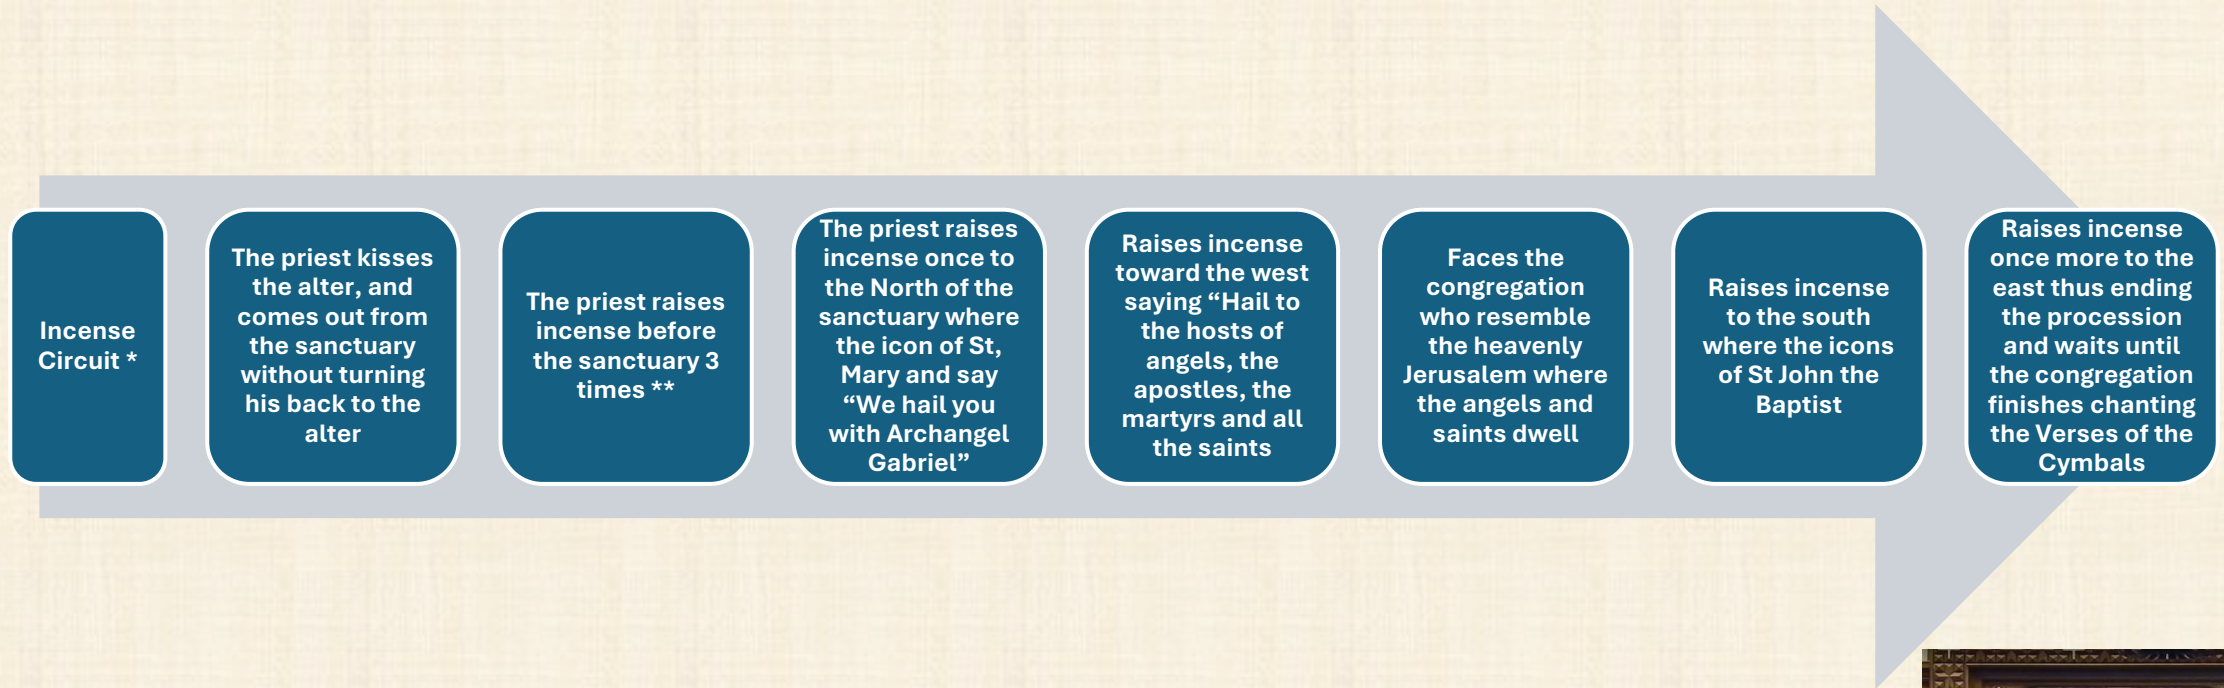 Incense
Circuit *
The priest kisses
the alter, and
comes out from
the sanctuary
without turning
his back to the
alter
The priest raises
incense before
the sanctuary 3
times **
The priest raises
incense once to
the North of the
sanctuary where
the icon of St,
Mary and say
“We hail you
with Archangel
Gabriel”
Raises incense
toward the west
saying “Hail to
the hosts of
angels, the
apostles, the
martyrs and all
the saints
Faces the
congregation
who resemble
the heavenly
Jerusalem where
the angels and
saints dwell
Raises incense
to the south
where the icons
of St John the
Baptist
Raises incense
once more to the
east thus ending
the procession
and waits until
the congregation
finishes chanting
the Verses of the
Cymbals